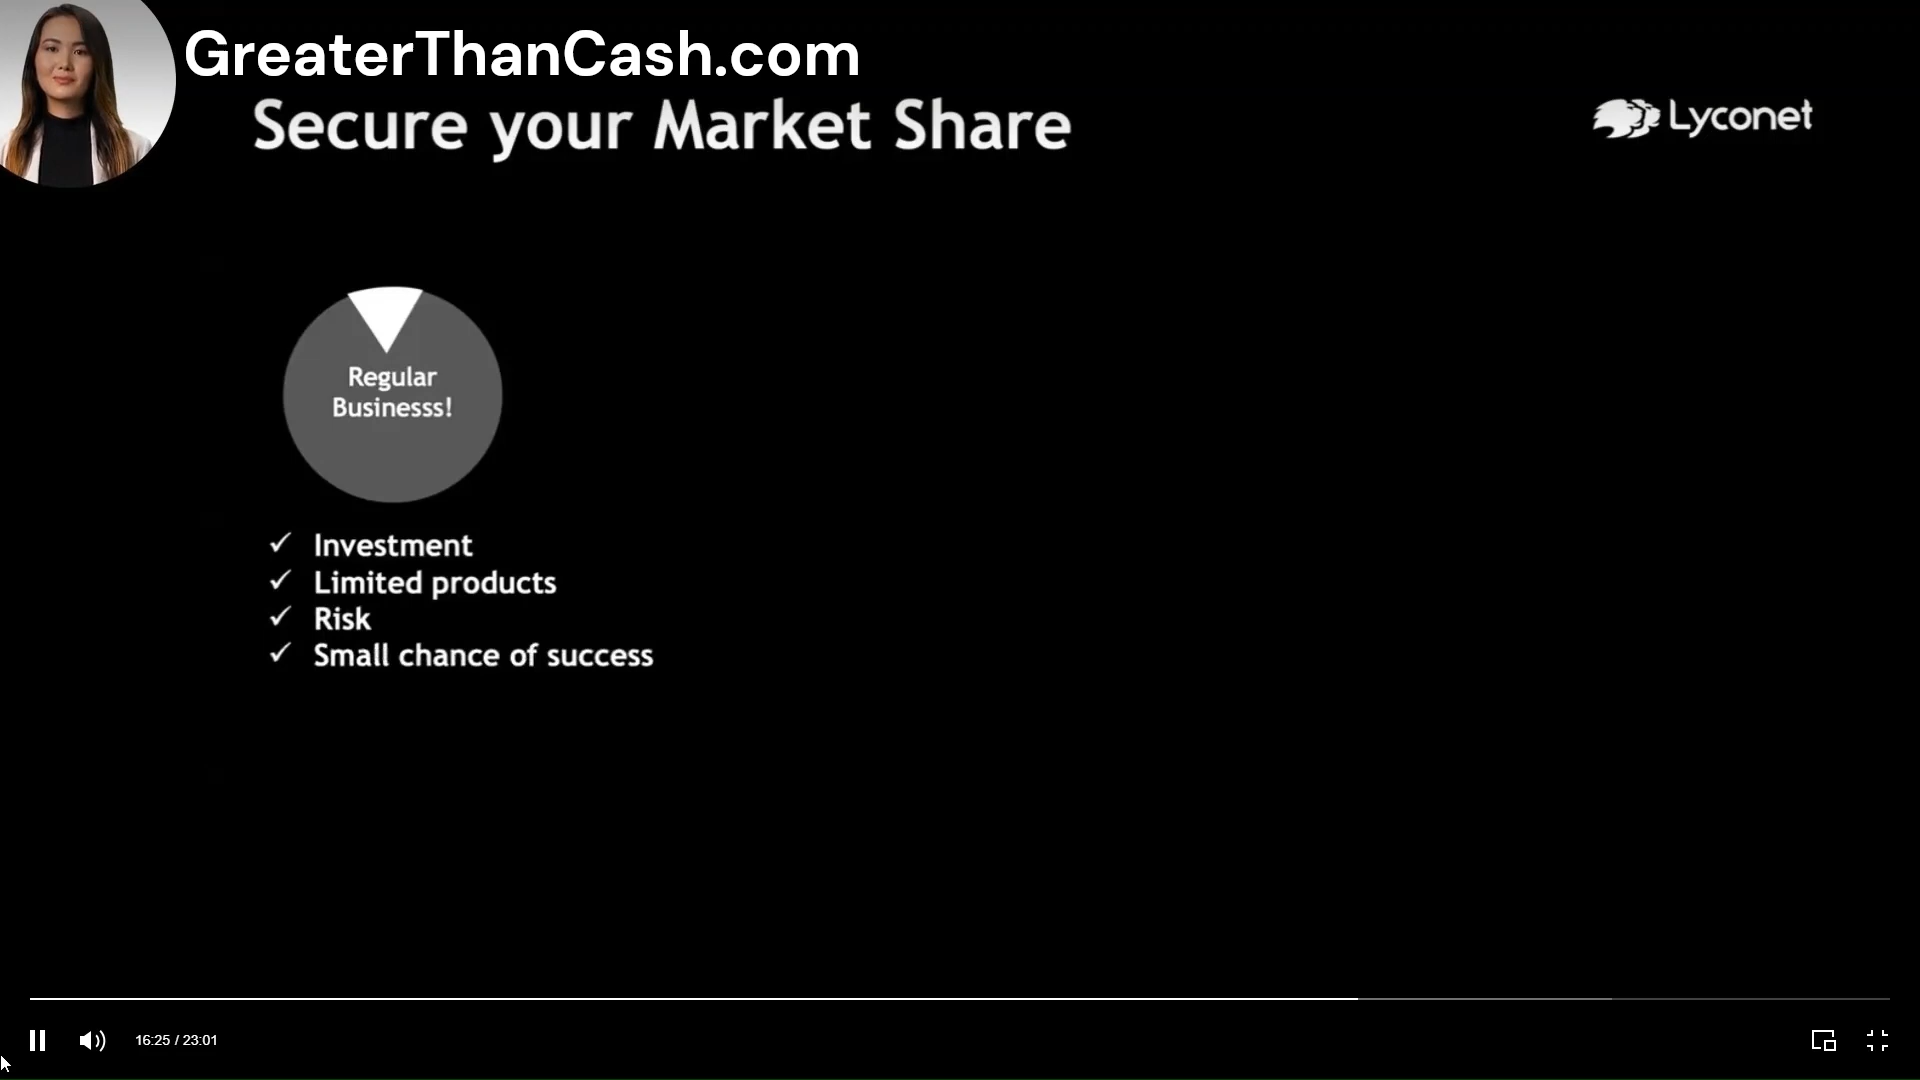 GreaterThanCash.com
Secure your Market Share
Lyconet
Regular
Businesss!
✓ Investment
✓ Limited products
✓ Risk
✓ Small chance of success
16:25 / 23:01